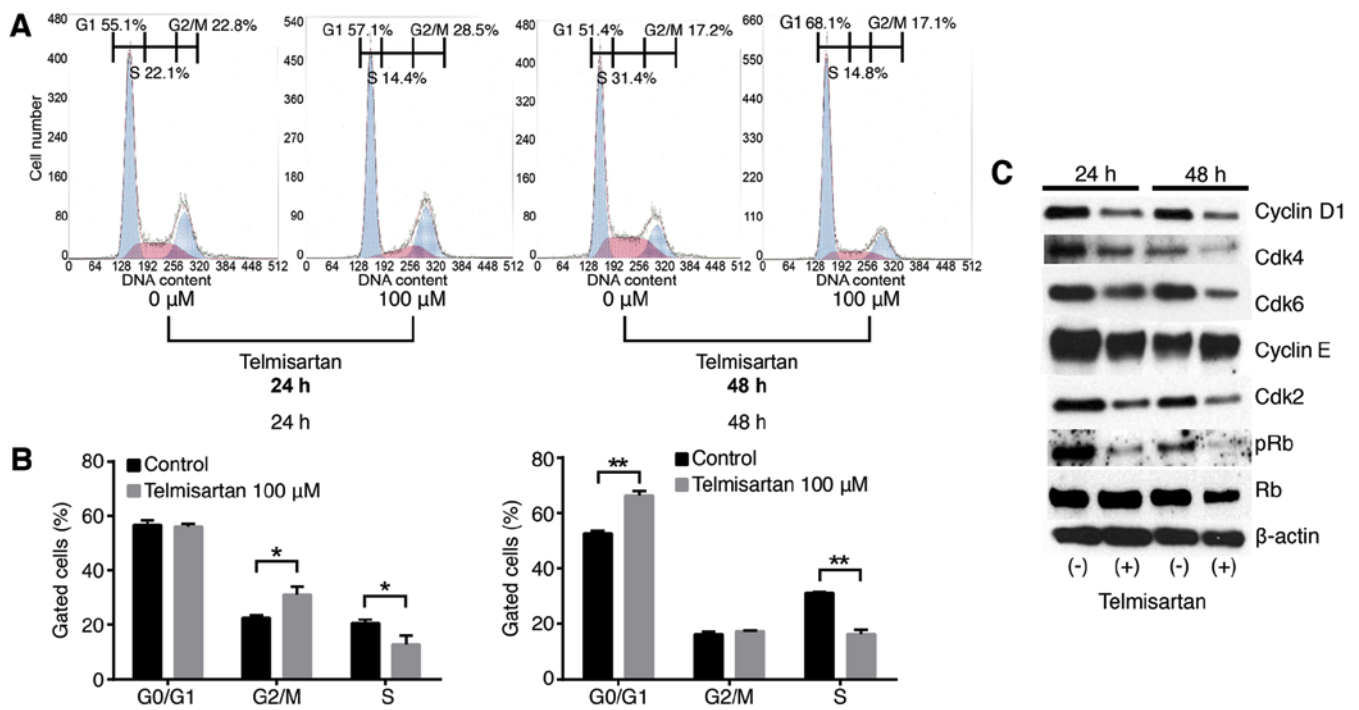 A
G1 55.1% G2/M 22.8%
S 22.1%
Cell number
480
400
320
240
160
80
0
0 64 128 192 256 320 384 448 512
DNA content
0 µM
G1 57.1% G2/M 28.5%
S 14.4%
540
450
360
270
180
90
0
0 64 128 192 256 320 384 448 512
DNA content
100 µM
G1 51.4% G2/M 17.2%
S 31.4%
480
400
320
240
160
80
0
0 64 128 192 256 320 384 448 512
DNA content
0 µM
G1 68.1% G2/M 17.1%
S 14.8%
660
550
440
330
220
110
0
0 64 128 192 256 320 384 448 512
DNA content
100 µM
Telmisartan
24 h
Telmisartan
48 h
B
24 h
Control
Telmisartan 100 µM
Gated cells (%)
80
60
40
20
0
*
*
G0/G1 G2/M S
48 h
Control
Telmisartan 100 µM
Gated cells (%)
80
60
40
20
0
**
**
G0/G1 G2/M S
C
24 h 48 h
Cyclin D1
Cdk4
Cdk6
Cyclin E
Cdk2
pRb
Rb
β-actin
(-) (+) (-) (+)
Telmisartan